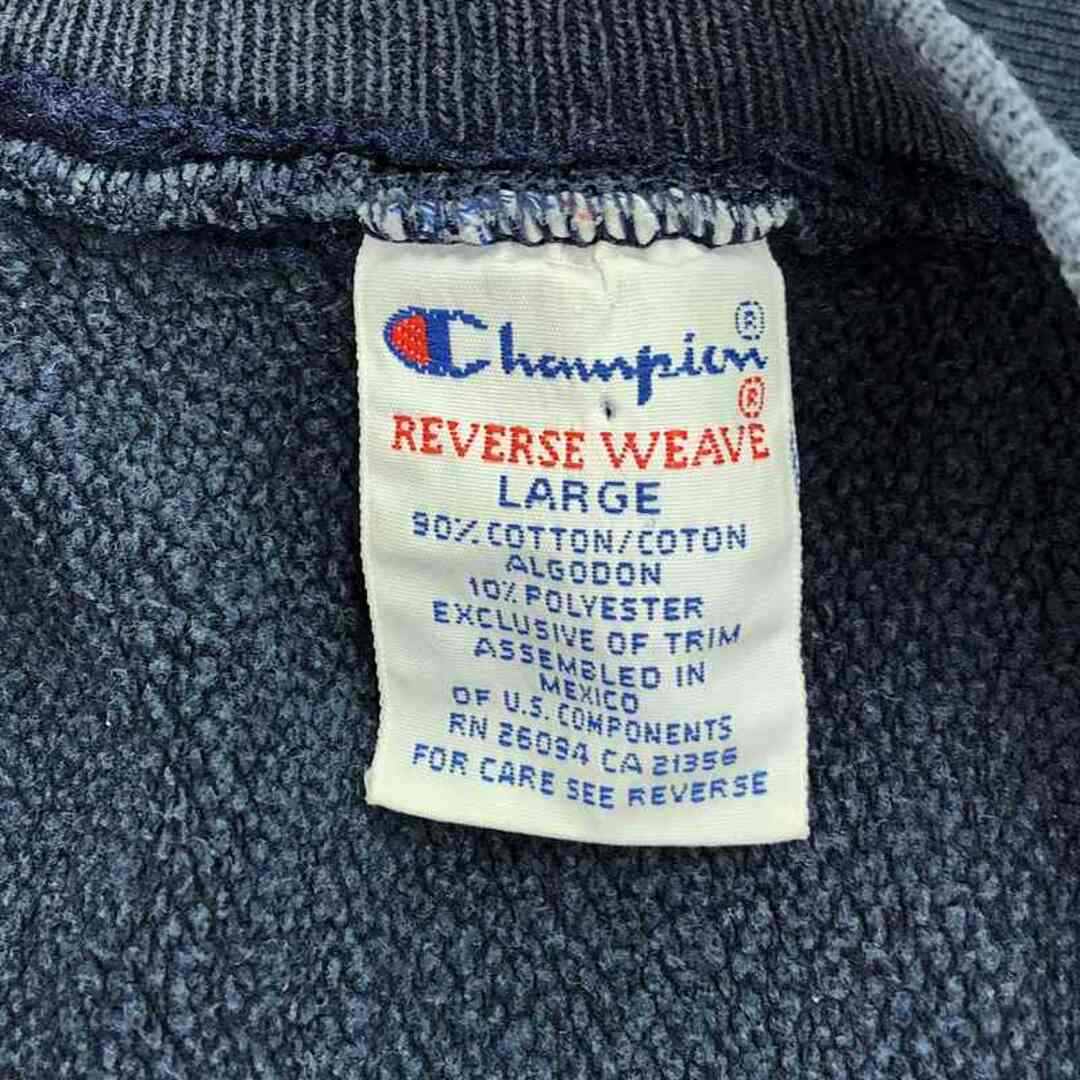 Champion ®
®
REVERSE WEAVE
LARGE
90% COTTON/COTON
ALGODON
10% POLYESTER
EXCLUSIVE OF TRIM
ASSEMBLED IN
MEXICO
OF U.S. COMPONENTS
RN 26094 CA 21356
FOR CARE SEE REVERSE